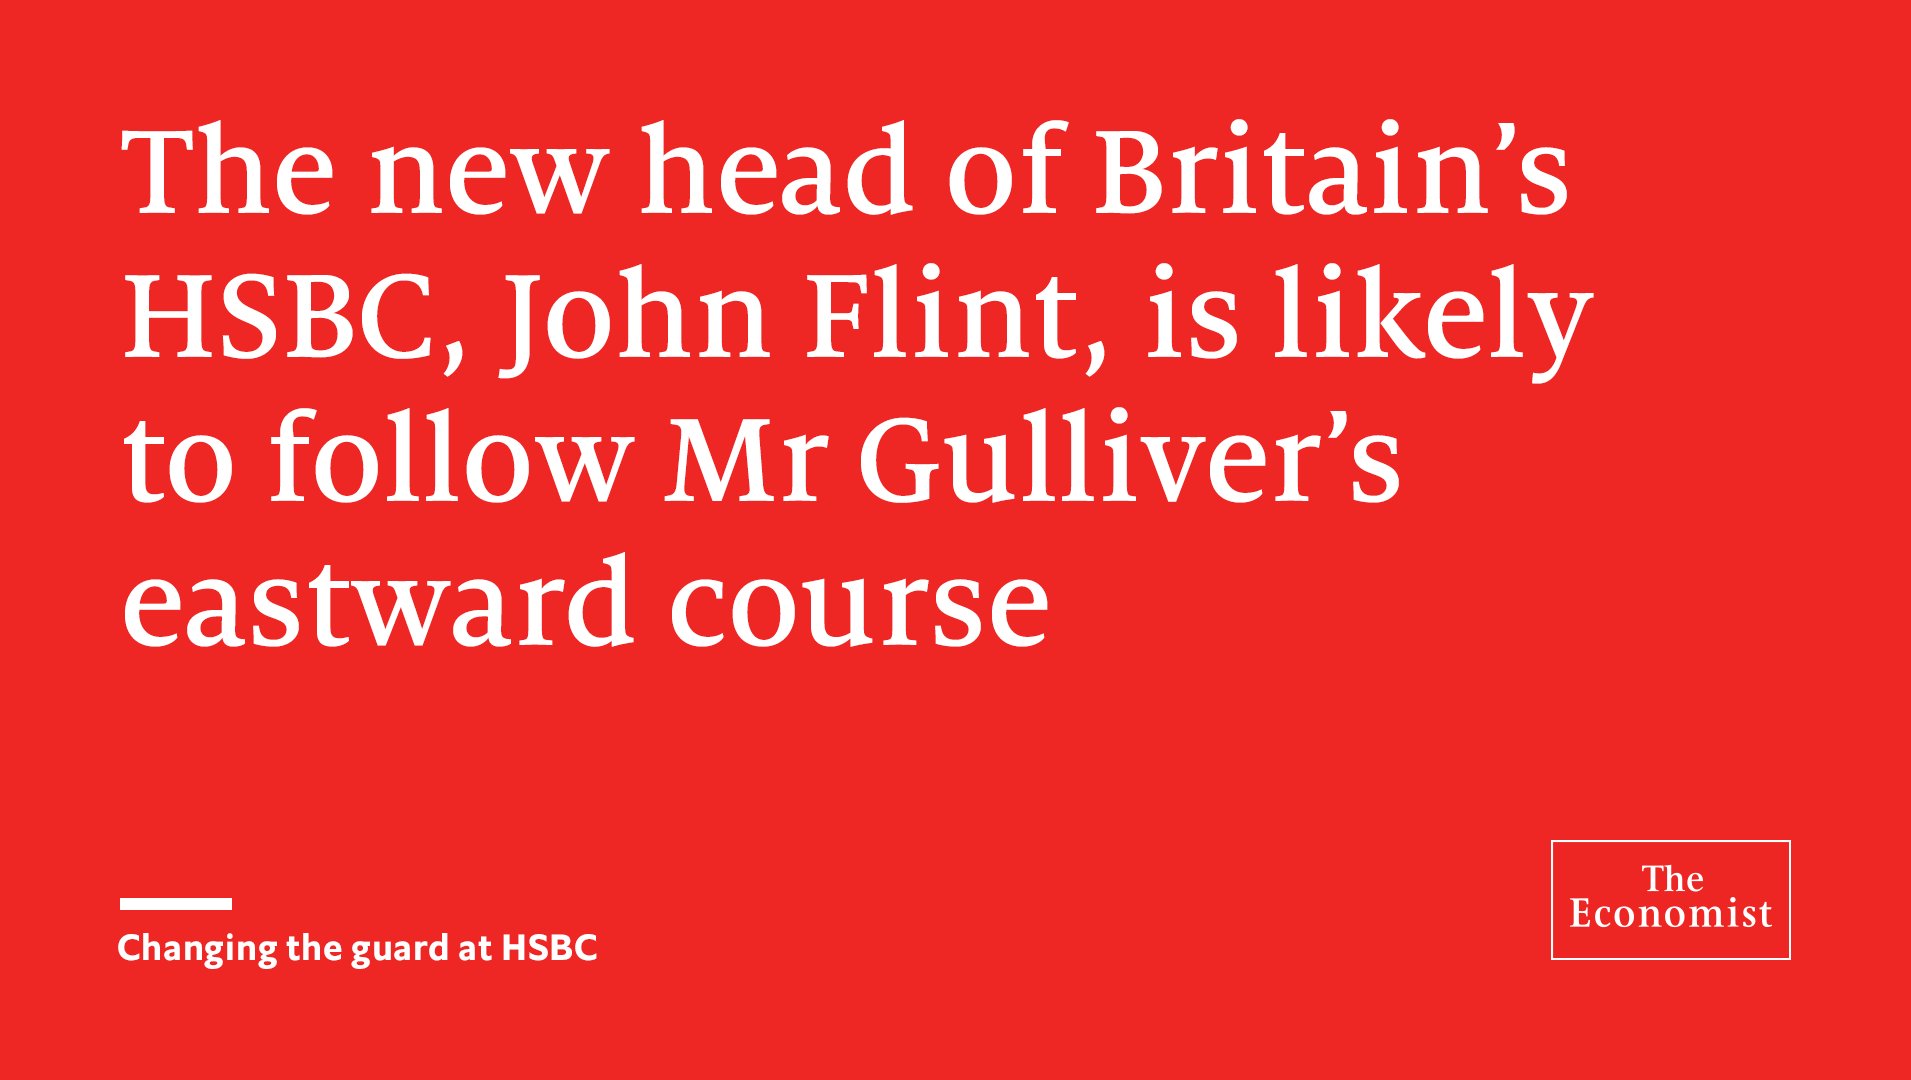 The new head of Britain’s
HSBC, John Flint, is likely
to follow Mr Gulliver’s
eastward course
Changing the guard at HSBC
The
Economist